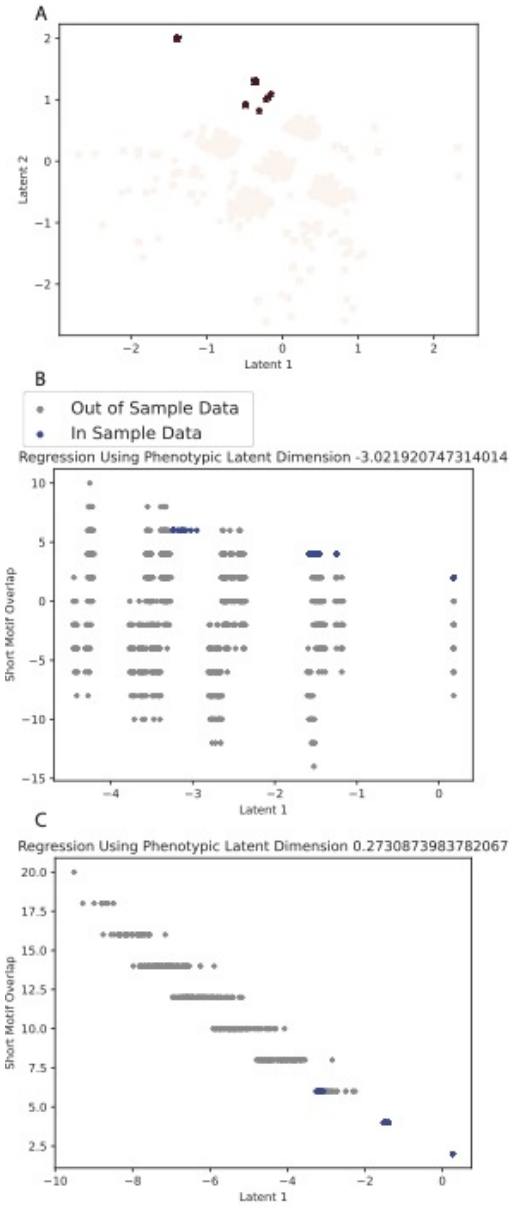 A
2
1
0
−1
−2
Latent 2
−2 −1 0 1 2
Latent 1
B
Out of Sample Data
In Sample Data
Regression Using Phenotypic Latent Dimension -3.021920747314014
10
5
0
−5
−10
−15
Short Motif Overlap
−4 −3 −2 −1 0
Latent 1
C
Regression Using Phenotypic Latent Dimension 0.2730873983782067
20.0
17.5
15.0
12.5
10.0
7.5
5.0
2.5
Short Motif Overlap
−10 −8 −6 −4 −2 0
Latent 1